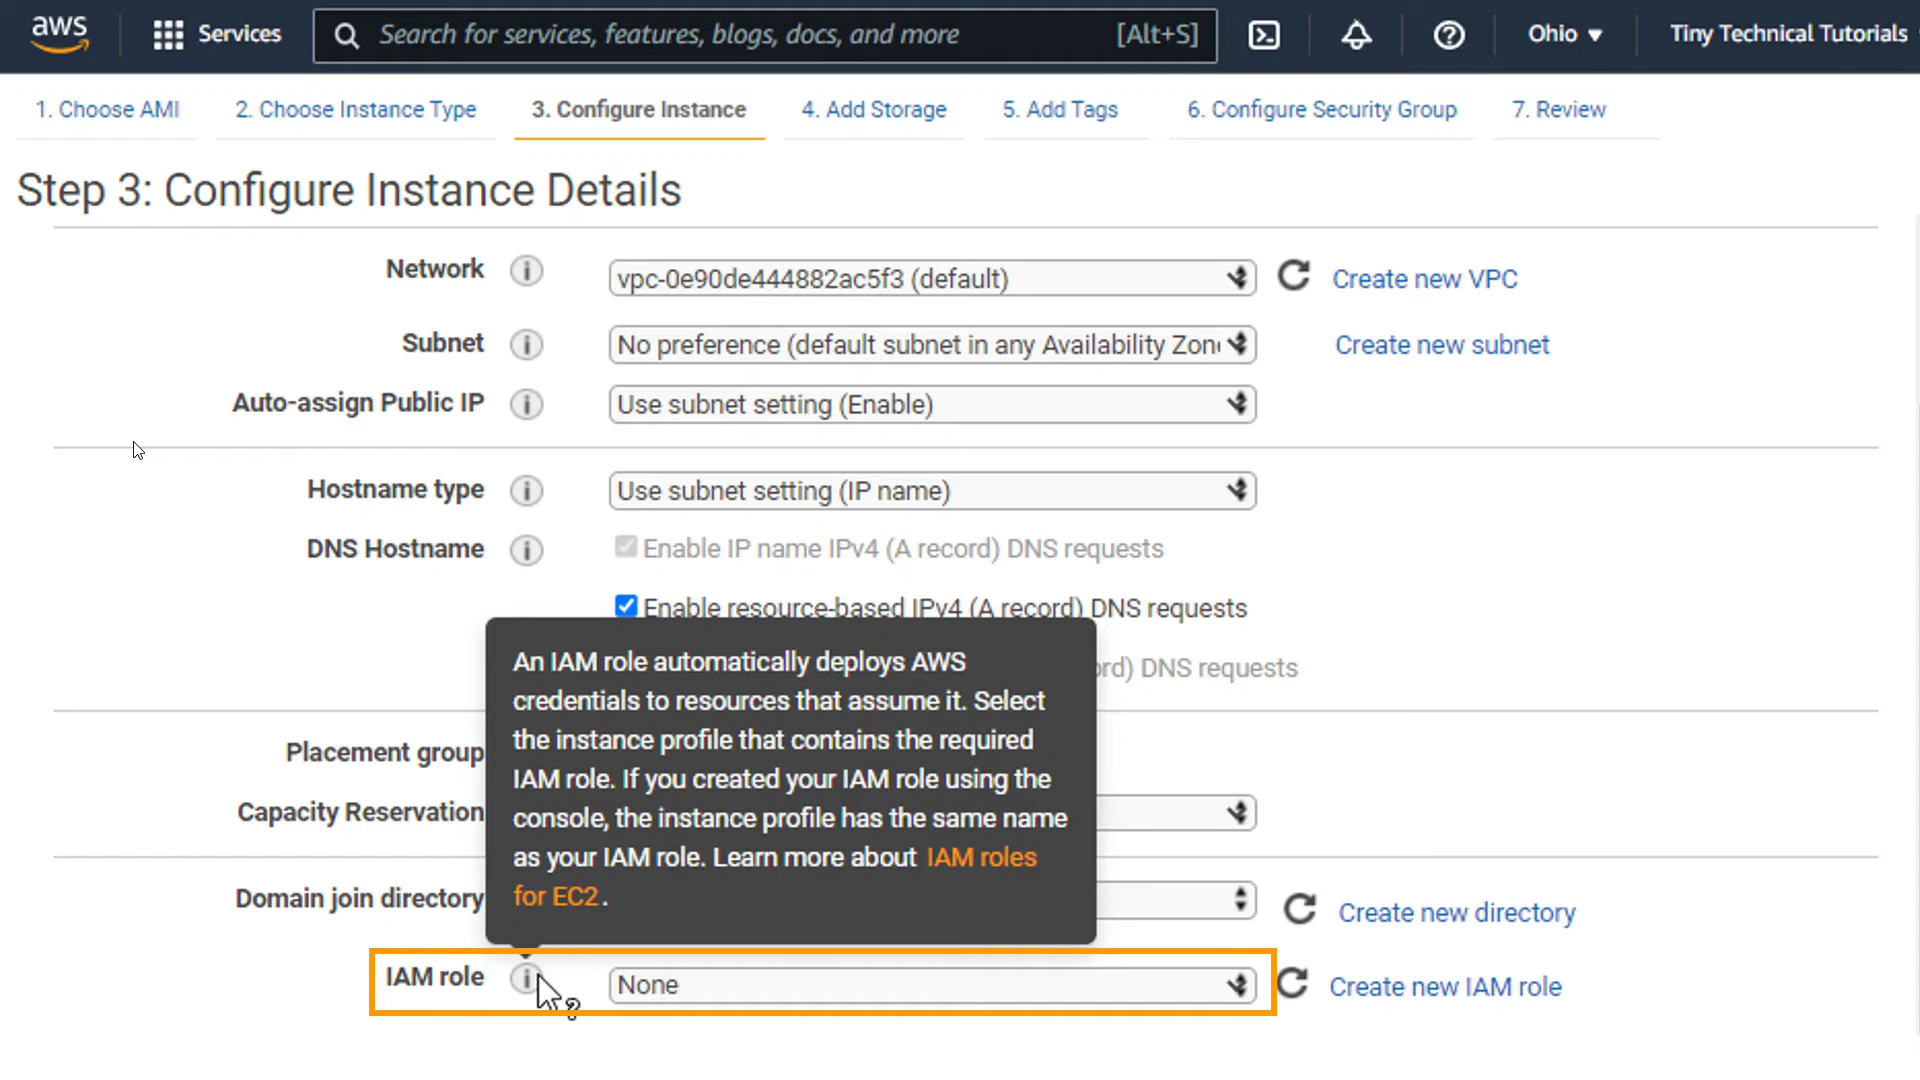 aws Services Search for services, features, blogs, docs, and more [Alt+S] Ohio Tiny Technical Tutorials
1. Choose AMI 2. Choose Instance Type 3. Configure Instance 4. Add Storage 5. Add Tags 6. Configure Security Group 7. Review
Step 3: Configure Instance Details
Network vpc-0e90de444882ac5f3 (default) Create new VPC
Subnet No preference (default subnet in any Availability Zon Create new subnet
Auto-assign Public IP Use subnet setting (Enable)
Hostname type Use subnet setting (IP name)
DNS Hostname Enable IP name IPv4 (A record) DNS requests
Enable resource-based IPv4 (A record) DNS requests
ord) DNS requests
An IAM role automatically deploys AWS
credentials to resources that assume it. Select
the instance profile that contains the required
IAM role. If you created your IAM role using the
console, the instance profile has the same name
as your IAM role. Learn more about IAM roles
for EC2.
Placement group
Capacity Reservation
Domain join directory Create new directory
IAM role None Create new IAM role